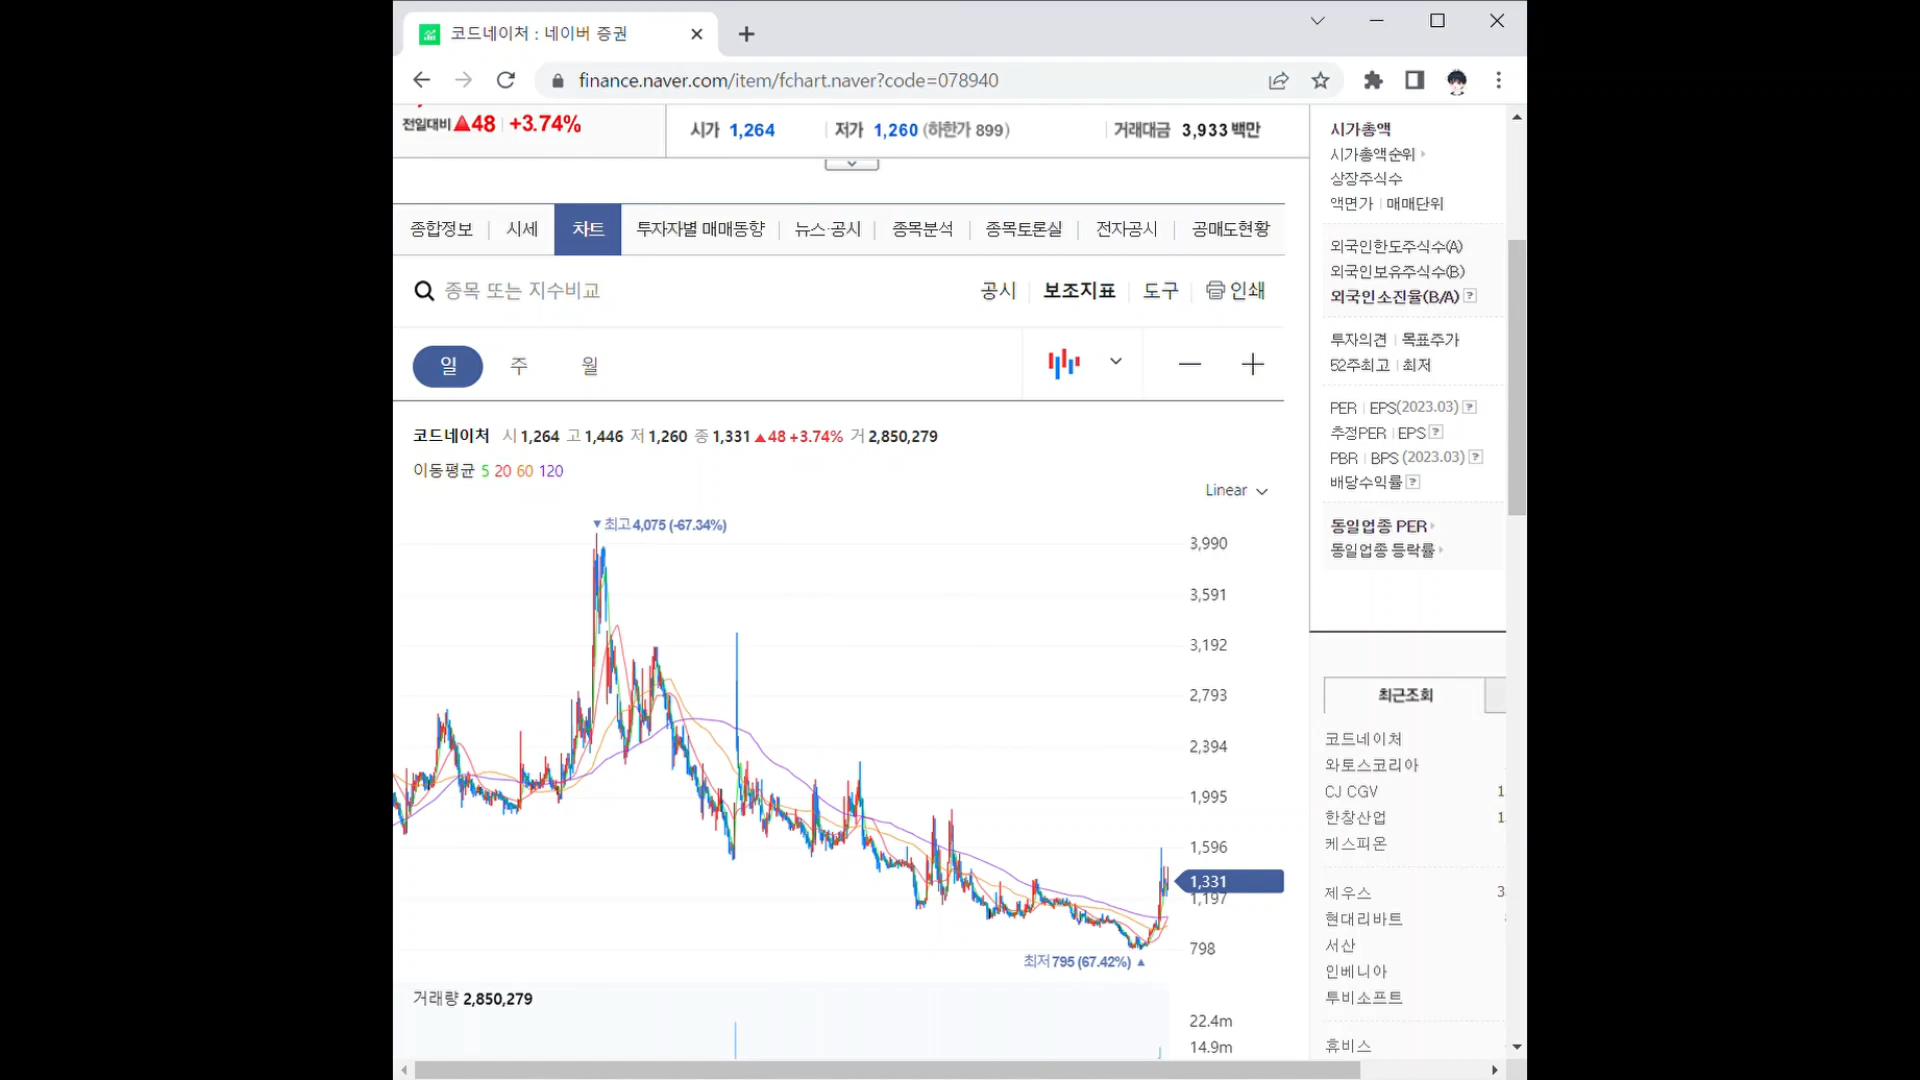 코드네이처 : 네이버 증권
finance.naver.com/item/fchart.naver?code=078940
전일대비 ▲48 +3.74%
시가 1,264 저가 1,260 (하한가 899) 거래대금 3,933 백만
종합정보 시세 차트 투자자별 매매동향 뉴스·공시 종목분석 종목토론실 전자공시 공매도현황
종목 또는 지수비교 공시 보조지표 도구 인쇄
일 주 월
코드네이처 시 1,264 고 1,446 저 1,260 종 1,331 ▲48 +3.74% 거 2,850,279
이동평균 5 20 60 120
Linear
▼최고 4,075 (-67.34%)
3,990
3,591
3,192
2,793
2,394
1,995
1,596
1,331
1,197
798
최저 795 (67.42%) ▲
거래량 2,850,279
22.4m
14.9m
시가총액
시가총액순위
상장주식수
액면가 매매단위
외국인한도주식수(A)
외국인보유주식수(B)
외국인소진율(B/A) ?
투자의견 목표주가
52주최고 최저
PER EPS(2023.03) ?
추정PER EPS ?
PBR BPS (2023.03) ?
배당수익률 ?
동일업종 PER
동일업종 등락률
최근조회
코드네이처
와토스코리아
CJ CGV 1
한창산업 1
케스피온
제우스 3
현대리바트
서산
인베니아
투비소프트
휴비스